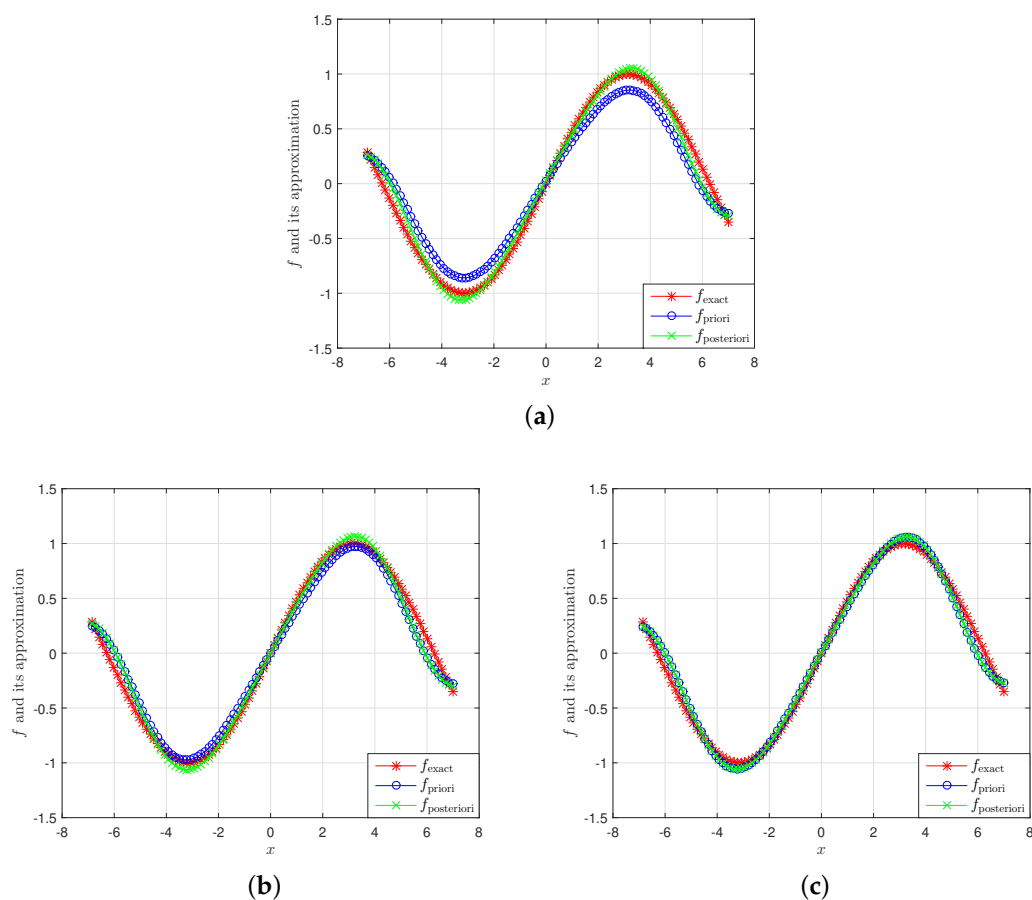 1.5
1
0.5
0
-0.5
-1
-1.5
f and its approximation
-8 -6 -4 -2 0 2 4 6 8
x
f_exact
f_priori
f_posteriori
(a)
1.5
1
0.5
0
-0.5
-1
-1.5
f and its approximation
-8 -6 -4 -2 0 2 4 6 8
x
f_exact
f_priori
f_posteriori
(b)
1.5
1
0.5
0
-0.5
-1
-1.5
f and its approximation
-8 -6 -4 -2 0 2 4 6 8
x
f_exact
f_priori
f_posteriori
(c)